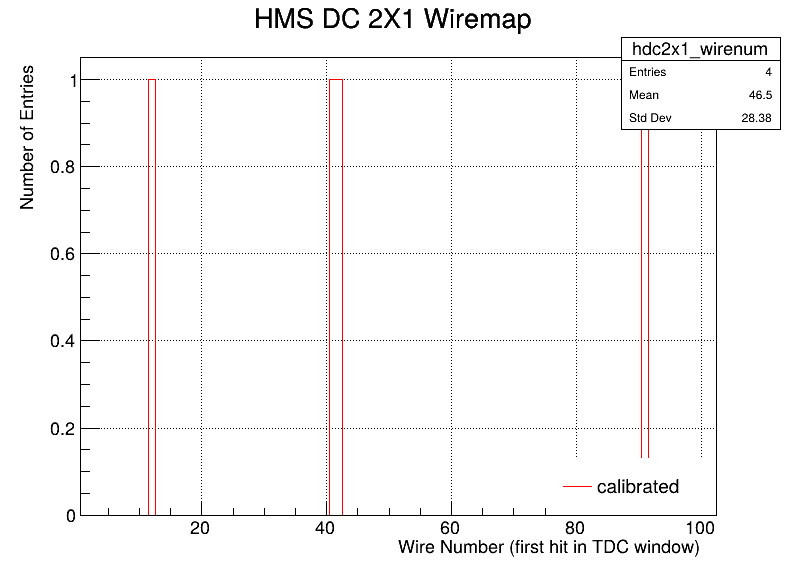 HMS DC 2X1 Wiremap
hdc2x1_wirenum
Entries 4
Mean 46.5
Std Dev 28.38
Number of Entries
1
0.8
0.6
0.4
0.2
0
20 40 60 80 100
calibrated
Wire Number (first hit in TDC window)